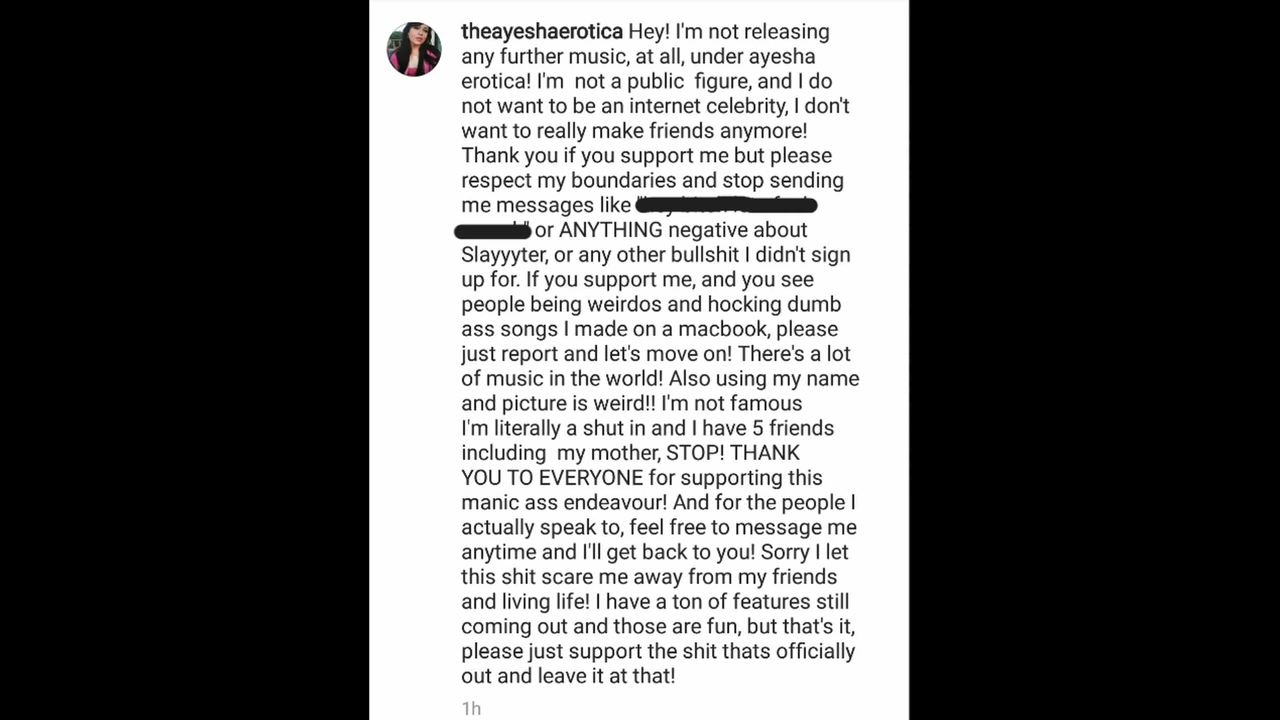 theayeshaerotica Hey! I'm not releasing
any further music, at all, under ayesha
erotica! I'm  not a public  figure, and I do
not want to be an internet celebrity, I don't
want to really make friends anymore!
Thank you if you support me but please
respect my boundaries and stop sending
me messages like
or ANYTHING negative about
Slayyyter, or any other bullshit I didn't sign
up for. If you support me, and you see
people being weirdos and hocking dumb
ass songs I made on a macbook, please
just report and let's move on! There's a lot
of music in the world! Also using my name
and picture is weird!! I'm not famous
I'm literally a shut in and I have 5 friends
including  my mother, STOP! THANK
YOU TO EVERYONE for supporting this
manic ass endeavour! And for the people I
actually speak to, feel free to message me
anytime and I'll get back to you! Sorry I let
this shit scare me away from my friends
and living life! I have a ton of features still
coming out and those are fun, but that's it,
please just support the shit thats officially
out and leave it at that!
1h